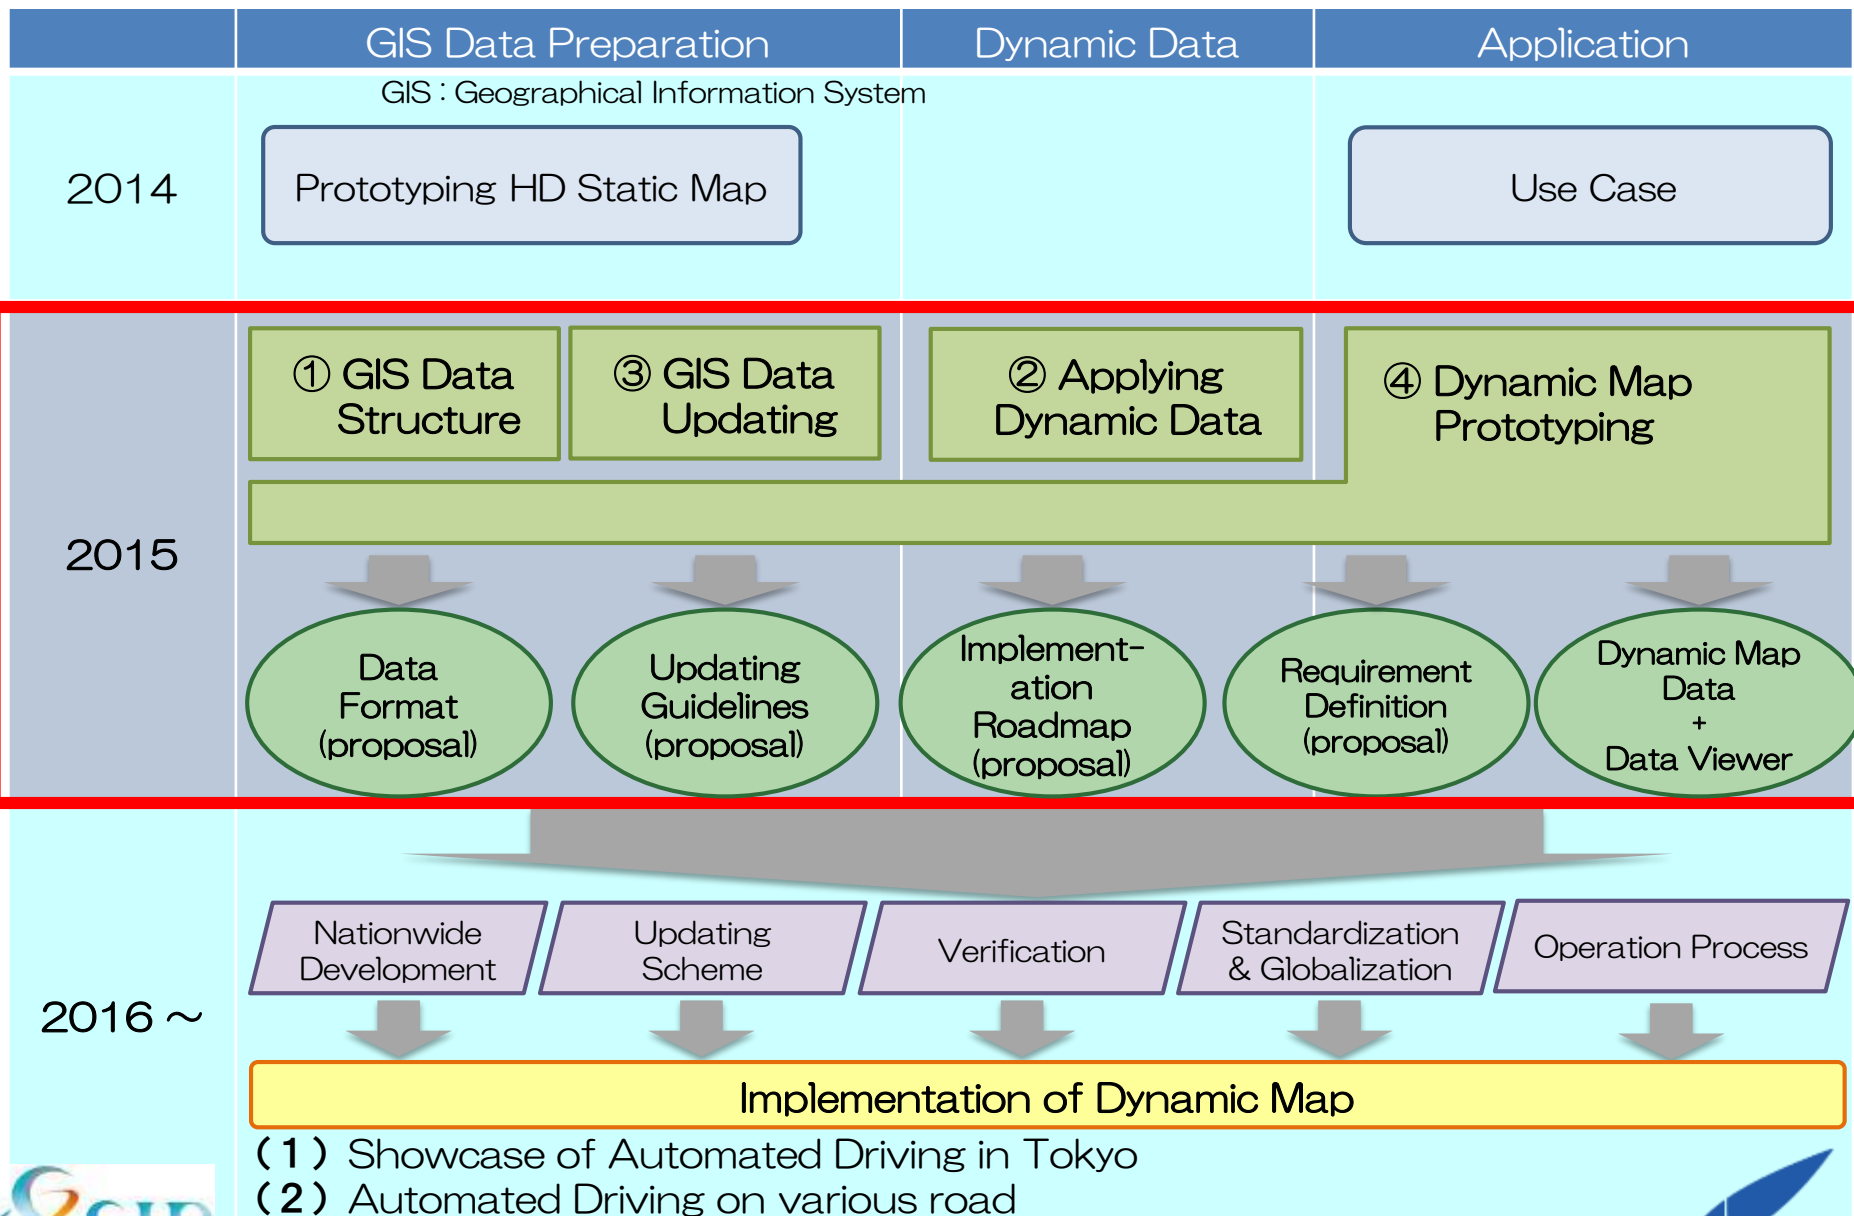 GIS Data Preparation
Dynamic Data
Application
GIS : Geographical Information System
2014
Prototyping HD Static Map
Use Case
2015
① GIS Data
Structure
③ GIS Data
Updating
② Applying
Dynamic Data
④ Dynamic Map
Prototyping
Data
Format
(proposal)
Updating
Guidelines
(proposal)
Implement-
ation
Roadmap
(proposal)
Requirement
Definition
(proposal)
Dynamic Map
Data
+
Data Viewer
2016 ～
Nationwide
Development
Updating
Scheme
Verification
Standardization
& Globalization
Operation Process
Implementation of Dynamic Map
（1）Showcase of Automated Driving in Tokyo
（2）Automated Driving on various road